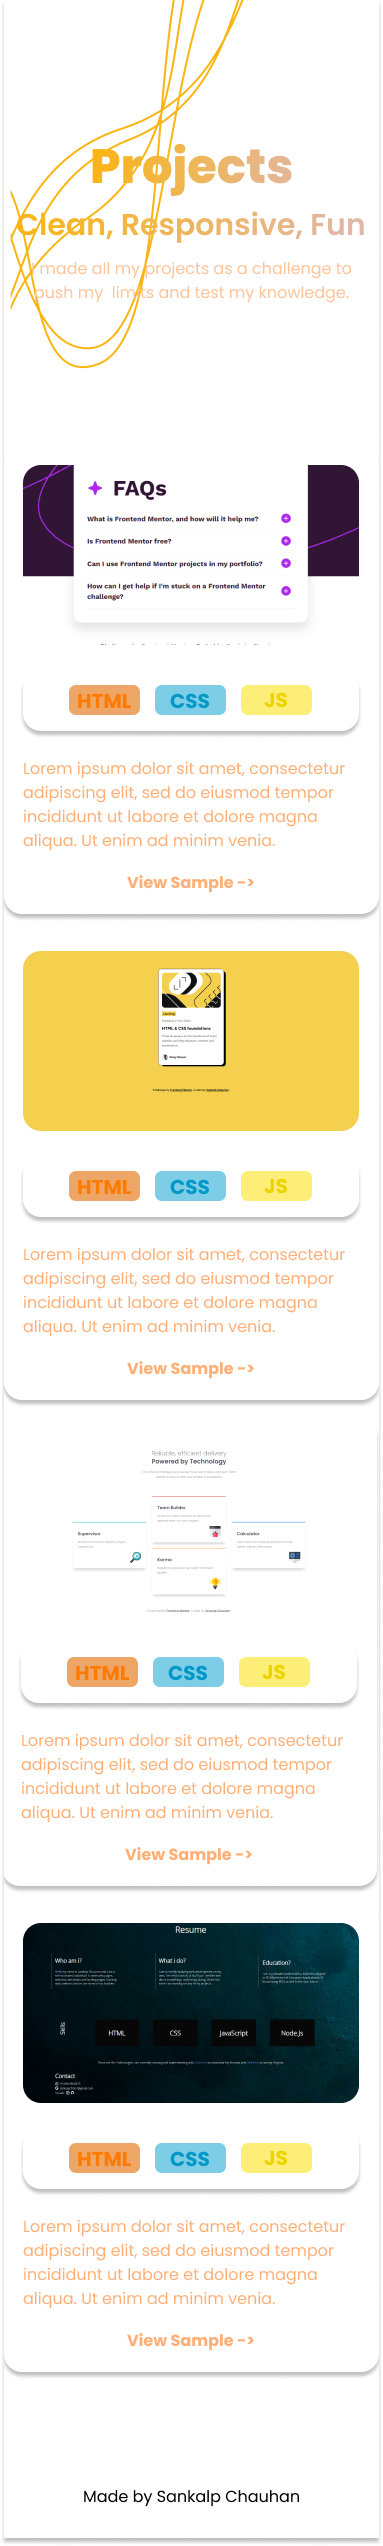 Projects
Clean, Responsive, Fun
I made all my projects as a challenge to
push my limits and test my knowledge.
FAQs
What is Frontend Mentor, and how will it help me?
Is Frontend Mentor free?
Can I use Frontend Mentor projects in my portfolio?
How can I get help if I'm stuck on a Frontend Mentor
challenge?
HTML CSS JS
Lorem ipsum dolor sit amet, consectetur
adipiscing elit, sed do eiusmod tempor
incididunt ut labore et dolore magna
aliqua. Ut enim ad minim venia.
View Sample ->
Learning
HTML & CSS foundations
HTML CSS JS
Lorem ipsum dolor sit amet, consectetur
adipiscing elit, sed do eiusmod tempor
incididunt ut labore et dolore magna
aliqua. Ut enim ad minim venia.
View Sample ->
Reliable, efficient delivery
Powered by Technology
Team Builder
Supervisor
Calculator
Karma
HTML CSS JS
Lorem ipsum dolor sit amet, consectetur
adipiscing elit, sed do eiusmod tempor
incididunt ut labore et dolore magna
aliqua. Ut enim ad minim venia.
View Sample ->
Resume
Who am i?
What i do?
Education?
Skills
HTML CSS JavaScript Node.Js
Contact
HTML CSS JS
Lorem ipsum dolor sit amet, consectetur
adipiscing elit, sed do eiusmod tempor
incididunt ut labore et dolore magna
aliqua. Ut enim ad minim venia.
View Sample ->
Made by Sankalp Chauhan